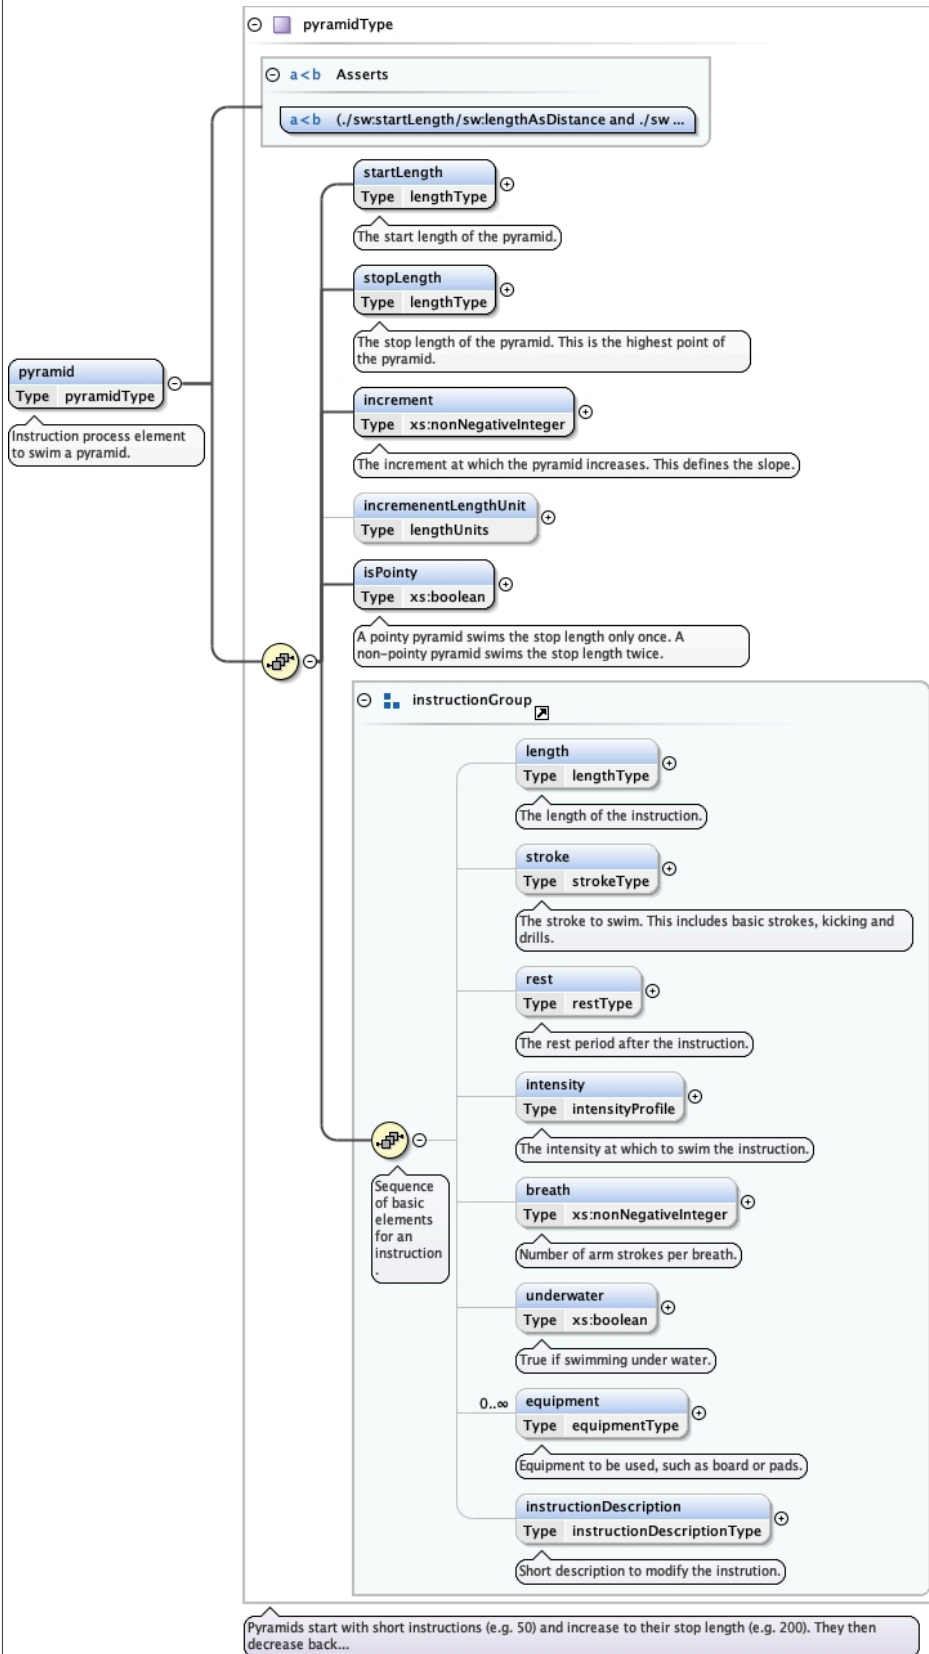 pyramidType
a<b Asserts
a<b (./sw:startLength/sw:lengthAsDistance and ./sw ...
startLength
Type lengthType
The start length of the pyramid.
stopLength
Type lengthType
The stop length of the pyramid. This is the highest point of
the pyramid.
pyramid
Type pyramidType
Instruction process element
to swim a pyramid.
increment
Type xs:nonNegativeInteger
The increment at which the pyramid increases. This defines the slope.
incremenentLengthUnit
Type lengthUnits
isPointy
Type xs:boolean
A pointy pyramid swims the stop length only once. A
non-pointy pyramid swims the stop length twice.
instructionGroup
length
Type lengthType
The length of the instruction.
stroke
Type strokeType
The stroke to swim. This includes basic strokes, kicking and
drills.
rest
Type restType
The rest period after the instruction.
intensity
Type intensityProfile
The intensity at which to swim the instruction.
Sequence
of basic
elements
for an
instruction
.
breath
Type xs:nonNegativeInteger
Number of arm strokes per breath.
underwater
Type xs:boolean
True if swimming under water.
0..∞
equipment
Type equipmentType
Equipment to be used, such as board or pads.
instructionDescription
Type instructionDescriptionType
Short description to modify the instrution.
Pyramids start with short instructions (e.g. 50) and increase to their stop length (e.g. 200). They then
decrease back...